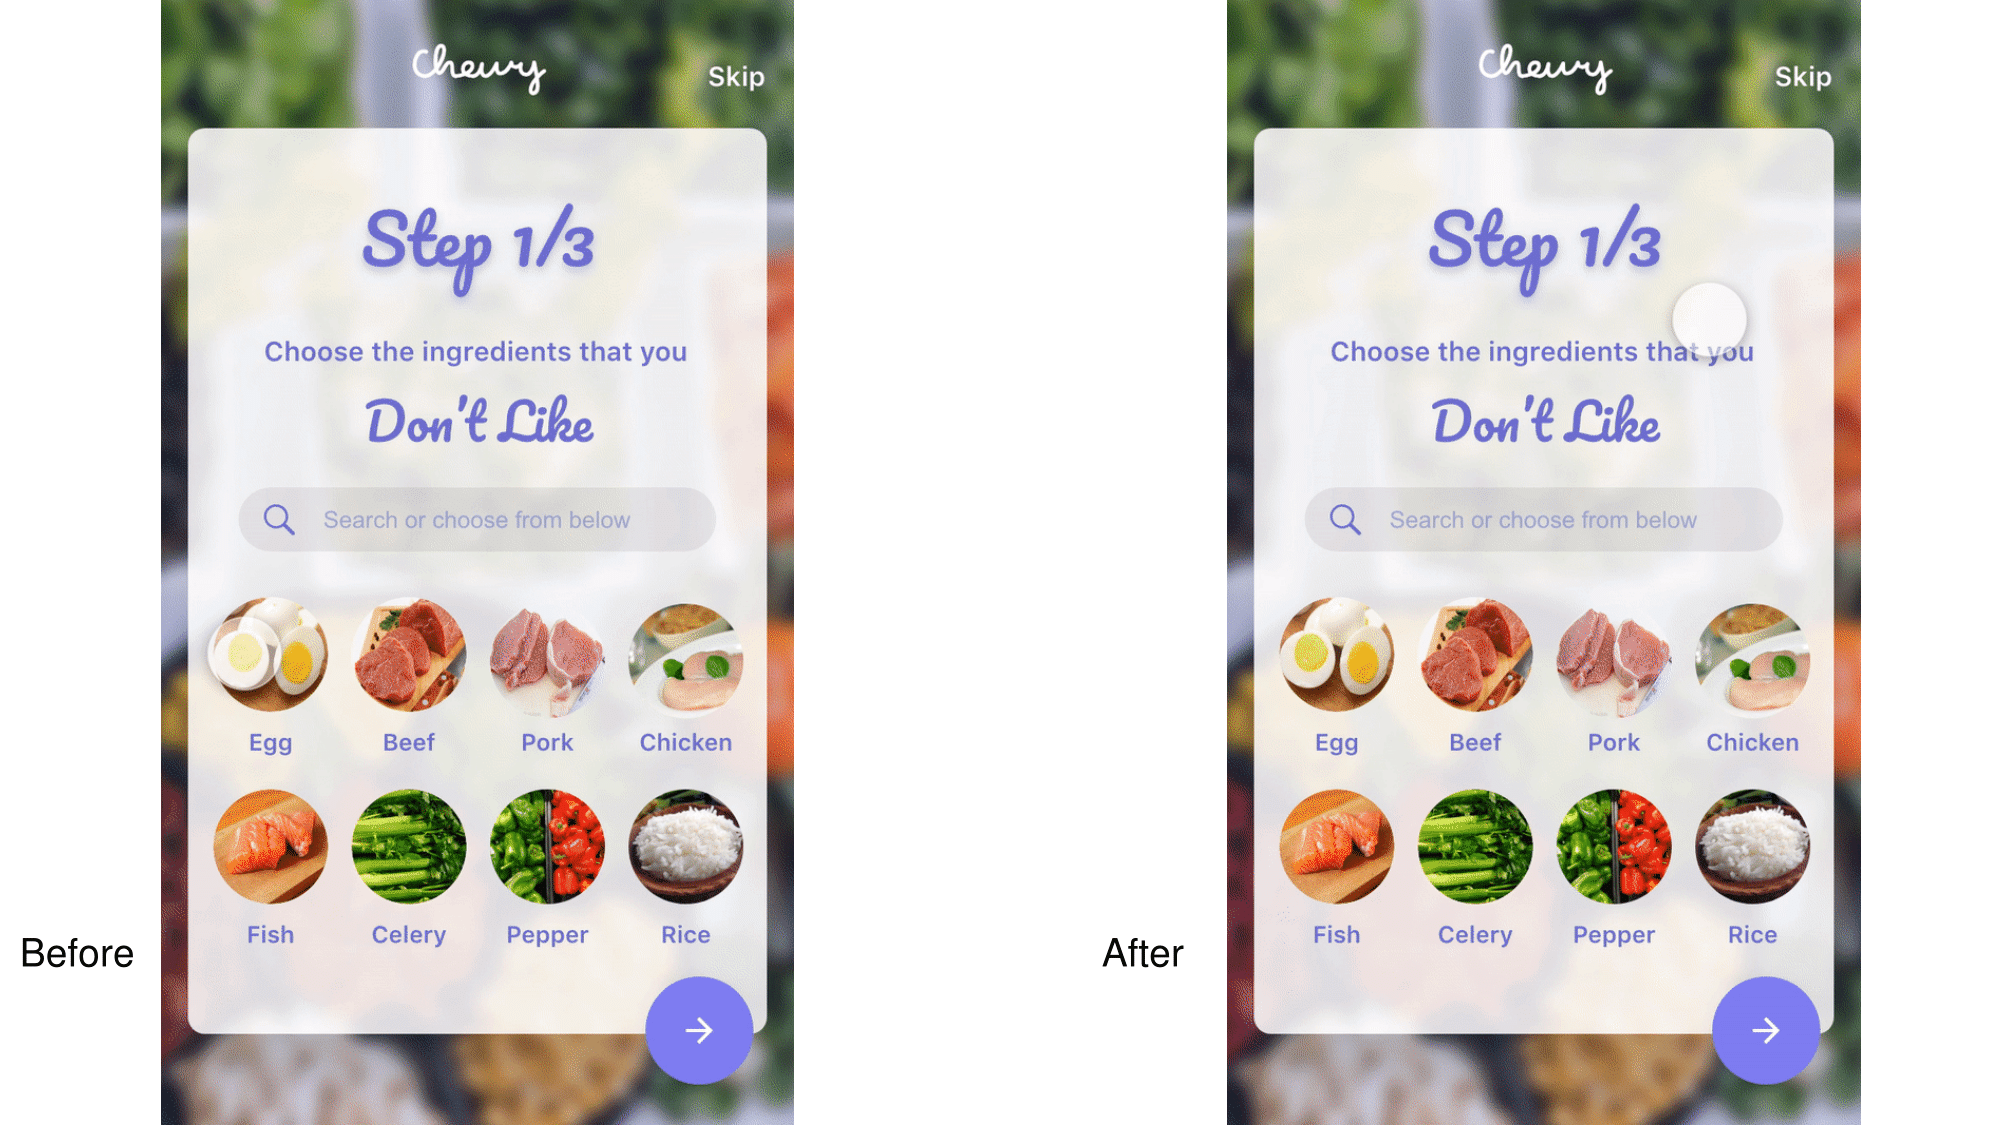 Chewy
Skip
Step 1/3
Choose the ingredients that you
Don't Like
Search or choose from below
Egg Beef Pork Chicken
Fish Celery Pepper Rice
Before
Chewy
Skip
Step 1/3
Choose the ingredients that you
Don't Like
Search or choose from below
Egg Beef Pork Chicken
Fish Celery Pepper Rice
After